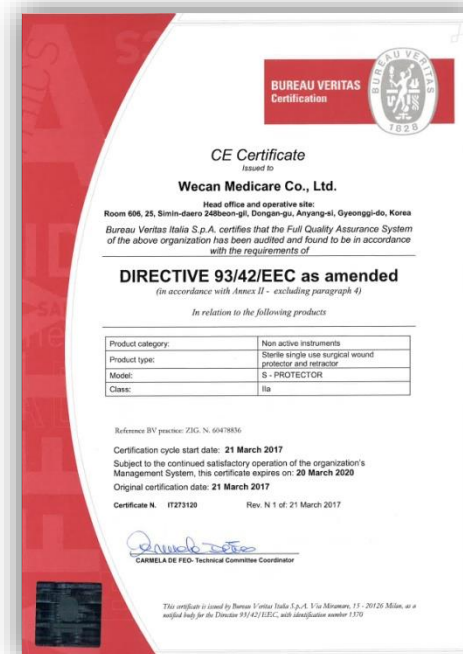 BUREAU VERITAS
Certification
BUREAU VERITAS
1828
CE Certificate
Issued to
Wecan Medicare Co., Ltd.
Head office and operative site:
Room 606, 25, Simin-daero 248beon-gil, Dongan-gu, Anyang-si, Gyeonggi-do, Korea
Bureau Veritas Italia S.p.A. certifies that the Full Quality Assurance System
of the above organization has been audited and found to be in accordance
with the requirements of
DIRECTIVE 93/42/EEC as amended
(in accordance with Annex II - excluding paragraph 4)
In relation to the following products
Product category: Non active instruments
Product type: Sterile single use surgical wound
protector and retractor
Model: S - PROTECTOR
Class: IIa
Reference BV practice: ZIG. N. 60478836
Certification cycle start date: 21 March 2017
Subject to the continued satisfactory operation of the organization's
Management System, this certificate expires on: 20 March 2020
Original certification date: 21 March 2017
Certificate N. IT273120 Rev. N 1 of: 21 March 2017
CARMELA DE FEO- Technical Committee Coordinator
This certificate is issued by Bureau Veritas Italia S.p.A. Via Miramare, 15 - 20126 Milan, as a
notified body for the Directive 93/42/EEC, with identification number 1370